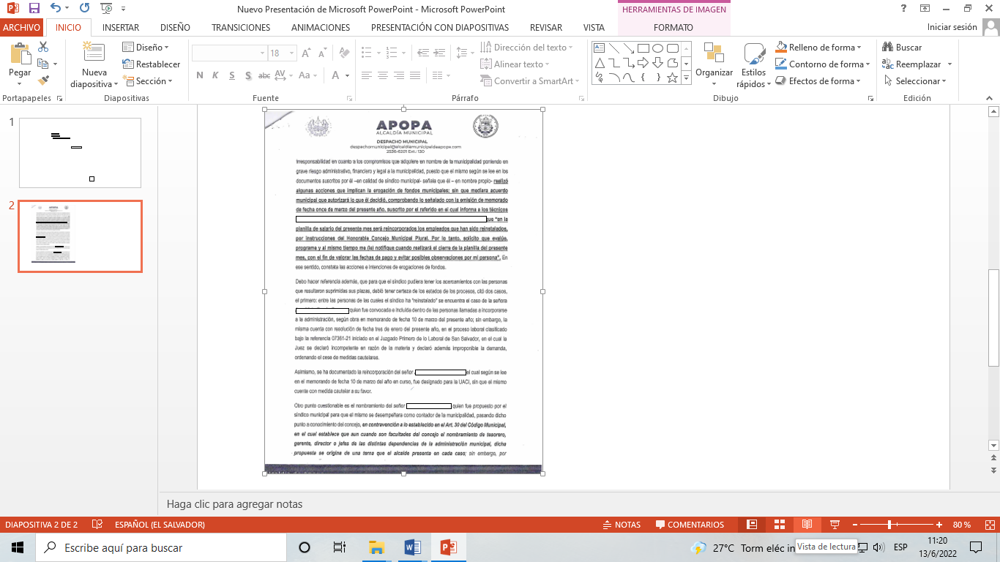 Nuevo Presentación de Microsoft PowerPoint - Microsoft PowerPoint
HERRAMIENTAS DE IMAGEN
ARCHIVO INICIO INSERTAR DISEÑO TRANSICIONES ANIMACIONES PRESENTACIÓN CON DIAPOSITIVAS REVISAR VISTA FORMATO Iniciar sesión
Pegar
Nueva diapositiva
Diseño
Restablecer
Sección
18
N K S S abc AV Aa A
Dirección del texto
Alinear texto
Convertir a SmartArt
Organizar
Estilos rápidos
Relleno de forma
Contorno de forma
Efectos de forma
Buscar
Reemplazar
Seleccionar
Portapapeles Diapositivas Fuente Párrafo Dibujo Edición
1
2
APOPA
ALCALDÍA MUNICIPAL
DESPACHO MUNICIPAL
despachomunicipal@alcaldiamunicipaldeapopa.com
2536-6201 Ext.: 130
Irresponsabilidad en cuanto a los compromisos que adquiere en nombre de la municipalidad poniendo en
grave riesgo administrativo, financiero y legal a la municipalidad, puesto que el mismo según se lee en los
documentos suscritos por él –en calidad de síndico municipal- señala que él – en nombre propio- realizó
algunas acciones que implican la erogación de fondos municipales; sin que mediara acuerdo
municipal que autorizará lo que él decidió, comprobando lo señalado con la emisión de memorado
de fecha once de marzo del presente año, suscrito por el referido en el cual informa a los técnicos
que "en la
planilla de salario del presente mes será reincorporados los empleados que han sido reinstalados,
por instrucciones del Honorable Concejo Municipal Plural. Por lo tanto, solicito que evalúe,
programe y al mismo tiempo me (le) notifique cuando realizará el cierre de la planilla del presente
mes, con el fin de valorar las fechas de pago y evitar posibles observaciones por mi persona". En
ese sentido, constata las acciones e intenciones de erogaciones de fondos.
Debo hacer referencia además, que para que el síndico pudiera tener los acercamientos con las personas
que resultaron suprimidas sus plazas, debió tener certeza de los estados de los procesos, citó dos casos,
el primero: entre las personas de las cuales el síndico ha "reinstalado" se encuentra el caso de la señora
quien fue convocada e incluida dentro de las personas llamadas a incorporarse
a la administración, según obra en memorando de fecha 10 de marzo del presente año; sin embargo, la
misma cuenta con resolución de fecha tres de enero del presente año, en el proceso laboral clasificado
bajo la referencia 07361-21 iniciado en el Juzgado Primero de lo Laboral de San Salvador, en el cual la
Juez se declaró incompetente en razón de la materia y declaró además improponible la demanda,
ordenando el cese de medidas cautelares.
Asimismo, se ha documentado la reincorporación del señor el cual según se lee
en el memorando de fecha 10 de marzo del año en curso, fue designado para la UACI, sin que el mismo
cuente con medida cautelar a su favor.
Otro punto cuestionable es el nombramiento del señor quien fue propuesto por el
síndico municipal para que el mismo se desempeñara como contador de la municipalidad, pasando dicho
punto a conocimiento del concejo, en contravención a lo establecido en el Art. 30 del Código Municipal,
en el cual establece que aun cuando son facultades del concejo el nombramiento de tesorero,
gerente, director o jefes de las distintas dependencias de la administración municipal, dicha
propuesta se origina de una terna que el alcalde presenta en cada caso; sin embargo, por
Haga clic para agregar notas
DIAPOSITIVA 2 DE 2 ESPAÑOL (EL SALVADOR) NOTAS COMENTARIOS 80 %
Escribe aquí para buscar
27°C Torm eléc in
Vista de lectura
ESP
11:20
13/6/2022